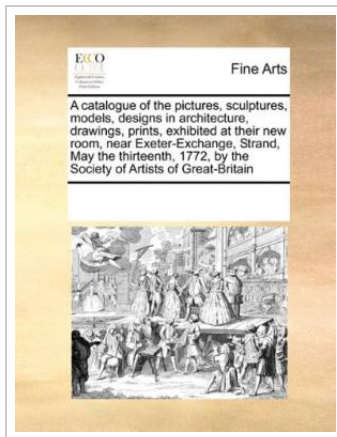 ECCO
Fine Arts
A catalogue of the pictures, sculptures,
models, designs in architecture,
drawings, prints, exhibited at their new
room, near Exeter-Exchange, Strand,
May the thirteenth, 1772, by the
Society of Artists of Great-Britain